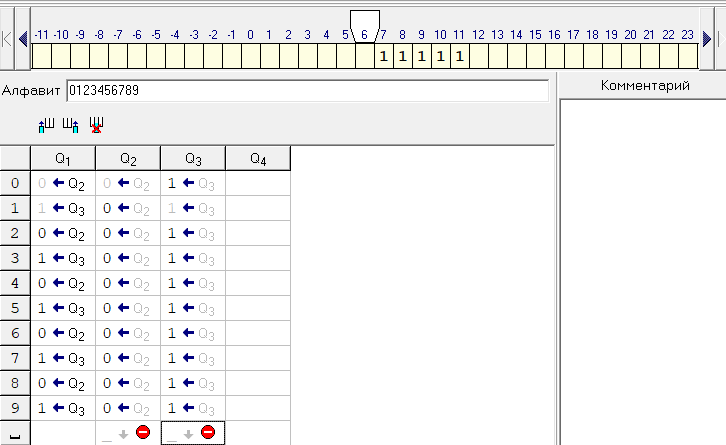 -11 -10 -9 -8 -7 -6 -5 -4 -3 -2 -1 0 1 2 3 4 5 6 7 8 9 10 11 12 13 14 15 16 17 18 19 20 21 22 23
1 1 1 1 1
Алфавит 0123456789
Комментарий
Q1 Q2 Q3 Q4
0 0 ← Q2 0 ← Q2 1 ← Q3
1 1 ← Q3 0 ← Q2 1 ← Q3
2 0 ← Q2 0 ← Q2 1 ← Q3
3 1 ← Q3 0 ← Q2 1 ← Q3
4 0 ← Q2 0 ← Q2 1 ← Q3
5 1 ← Q3 0 ← Q2 1 ← Q3
6 0 ← Q2 0 ← Q2 1 ← Q3
7 1 ← Q3 0 ← Q2 1 ← Q3
8 0 ← Q2 0 ← Q2 1 ← Q3
9 1 ← Q3 0 ← Q2 1 ← Q3
␣ _ ↓ _ ↓